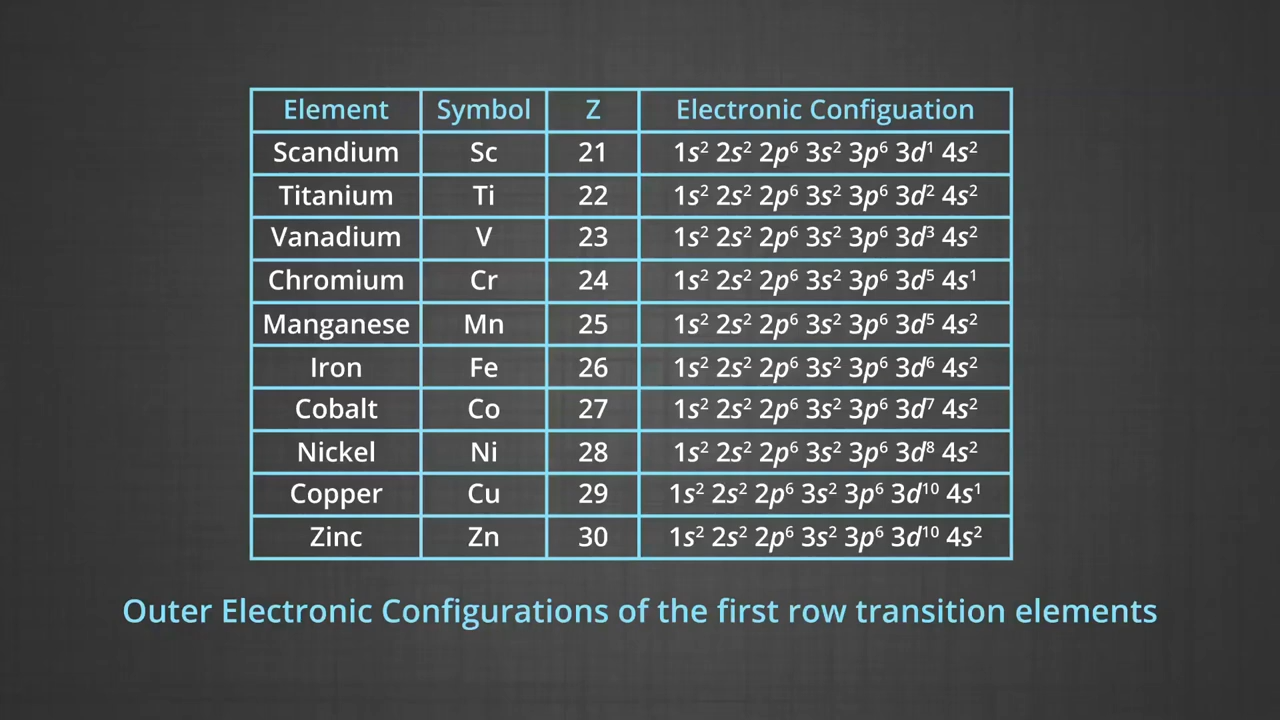 Element Symbol Z Electronic Configuation
Scandium Sc 21 1s² 2s² 2p⁶ 3s² 3p⁶ 3d¹ 4s²
Titanium Ti 22 1s² 2s² 2p⁶ 3s² 3p⁶ 3d² 4s²
Vanadium V 23 1s² 2s² 2p⁶ 3s² 3p⁶ 3d³ 4s²
Chromium Cr 24 1s² 2s² 2p⁶ 3s² 3p⁶ 3d⁵ 4s¹
Manganese Mn 25 1s² 2s² 2p⁶ 3s² 3p⁶ 3d⁵ 4s²
Iron Fe 26 1s² 2s² 2p⁶ 3s² 3p⁶ 3d⁶ 4s²
Cobalt Co 27 1s² 2s² 2p⁶ 3s² 3p⁶ 3d⁷ 4s²
Nickel Ni 28 1s² 2s² 2p⁶ 3s² 3p⁶ 3d⁸ 4s²
Copper Cu 29 1s² 2s² 2p⁶ 3s² 3p⁶ 3d¹⁰ 4s¹
Zinc Zn 30 1s² 2s² 2p⁶ 3s² 3p⁶ 3d¹⁰ 4s²
Outer Electronic Configurations of the first row transition elements